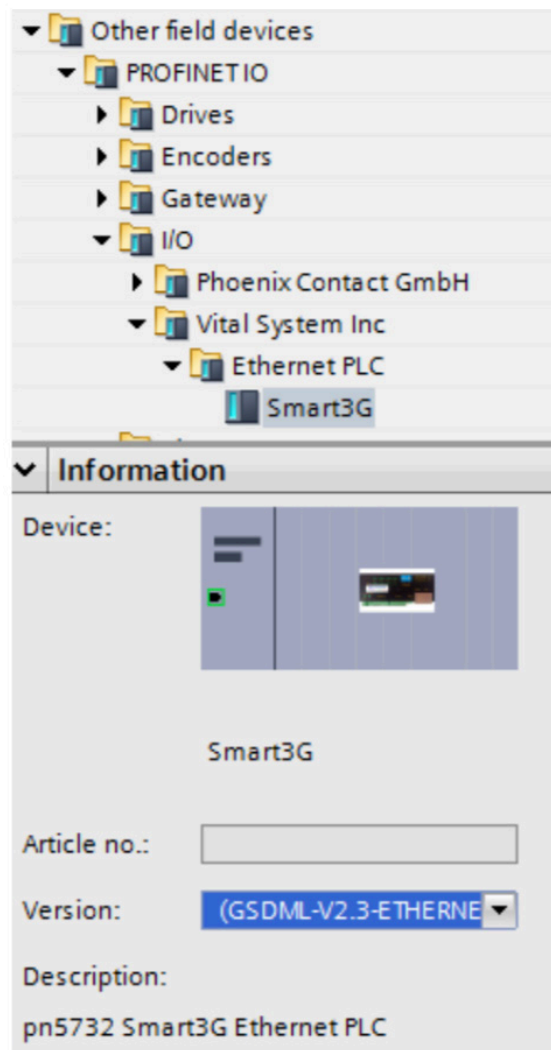 Other field devices
PROFINET IO
Drives
Encoders
Gateway
I/O
Phoenix Contact GmbH
Vital System Inc
Ethernet PLC
Smart3G
Information
Device:
Smart3G
Article no.:
Version: (GSDML-V2.3-ETHERNE
Description:
pn5732 Smart3G Ethernet PLC